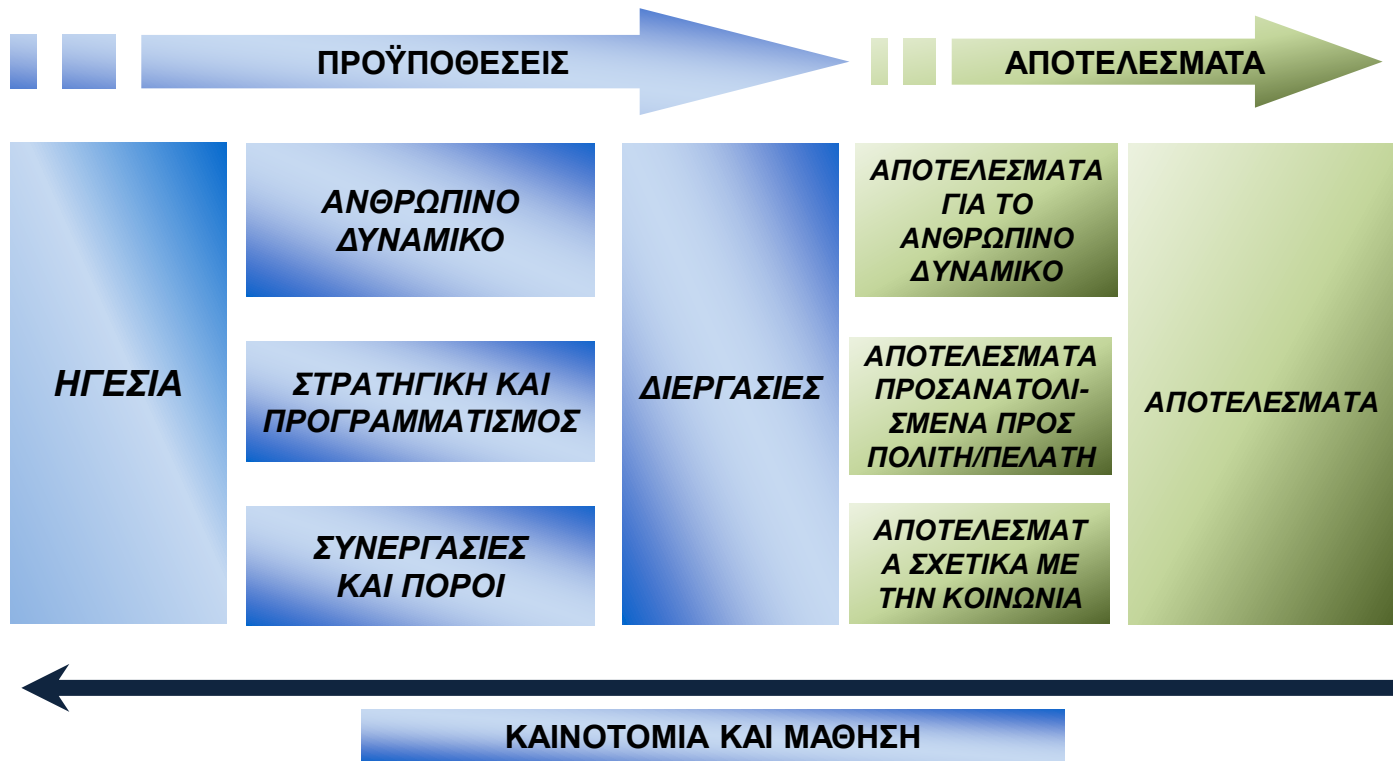 ΠΡΟΫΠΟΘΕΣΕΙΣ
ΑΠΟΤΕΛΕΣΜΑΤΑ
ΗΓΕΣΙΑ
ΑΝΘΡΩΠΙΝΟ
ΔΥΝΑΜΙΚΟ
ΣΤΡΑΤΗΓΙΚΗ ΚΑΙ
ΠΡΟΓΡΑΜΜΑΤΙΣΜΟΣ
ΣΥΝΕΡΓΑΣΙΕΣ
ΚΑΙ ΠΟΡΟΙ
ΔΙΕΡΓΑΣΙΕΣ
ΑΠΟΤΕΛΕΣΜΑΤΑ
ΓΙΑ ΤΟ
ΑΝΘΡΩΠΙΝΟ
ΔΥΝΑΜΙΚΟ
ΑΠΟΤΕΛΕΣΜΑΤΑ
ΠΡΟΣΑΝΑΤΟΛΙ-
ΣΜΕΝΑ ΠΡΟΣ
ΠΟΛΙΤΗ/ΠΕΛΑΤΗ
ΑΠΟΤΕΛΕΣΜΑΤ
Α ΣΧΕΤΙΚΑ ΜΕ
ΤΗΝ ΚΟΙΝΩΝΙΑ
ΑΠΟΤΕΛΕΣΜΑΤΑ
ΚΑΙΝΟΤΟΜΙΑ ΚΑΙ ΜΑΘΗΣΗ